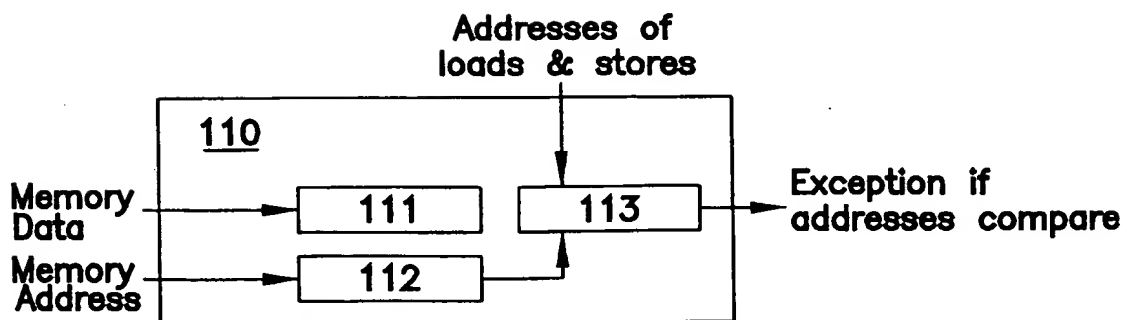 Addresses of
loads & stores
110
Memory
Data
111
113
Exception if
addresses compare
Memory
Address
112